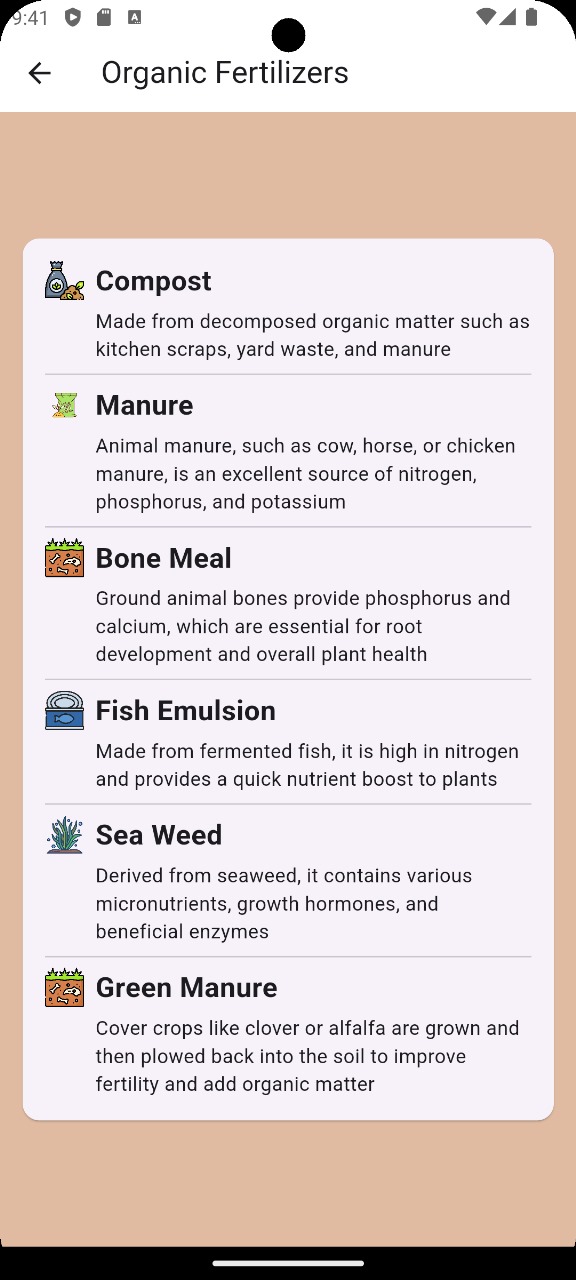 9:41
Organic Fertilizers
Compost
Made from decomposed organic matter such as
kitchen scraps, yard waste, and manure
Manure
Animal manure, such as cow, horse, or chicken
manure, is an excellent source of nitrogen,
phosphorus, and potassium
Bone Meal
Ground animal bones provide phosphorus and
calcium, which are essential for root
development and overall plant health
Fish Emulsion
Made from fermented fish, it is high in nitrogen
and provides a quick nutrient boost to plants
Sea Weed
Derived from seaweed, it contains various
micronutrients, growth hormones, and
beneficial enzymes
Green Manure
Cover crops like clover or alfalfa are grown and
then plowed back into the soil to improve
fertility and add organic matter